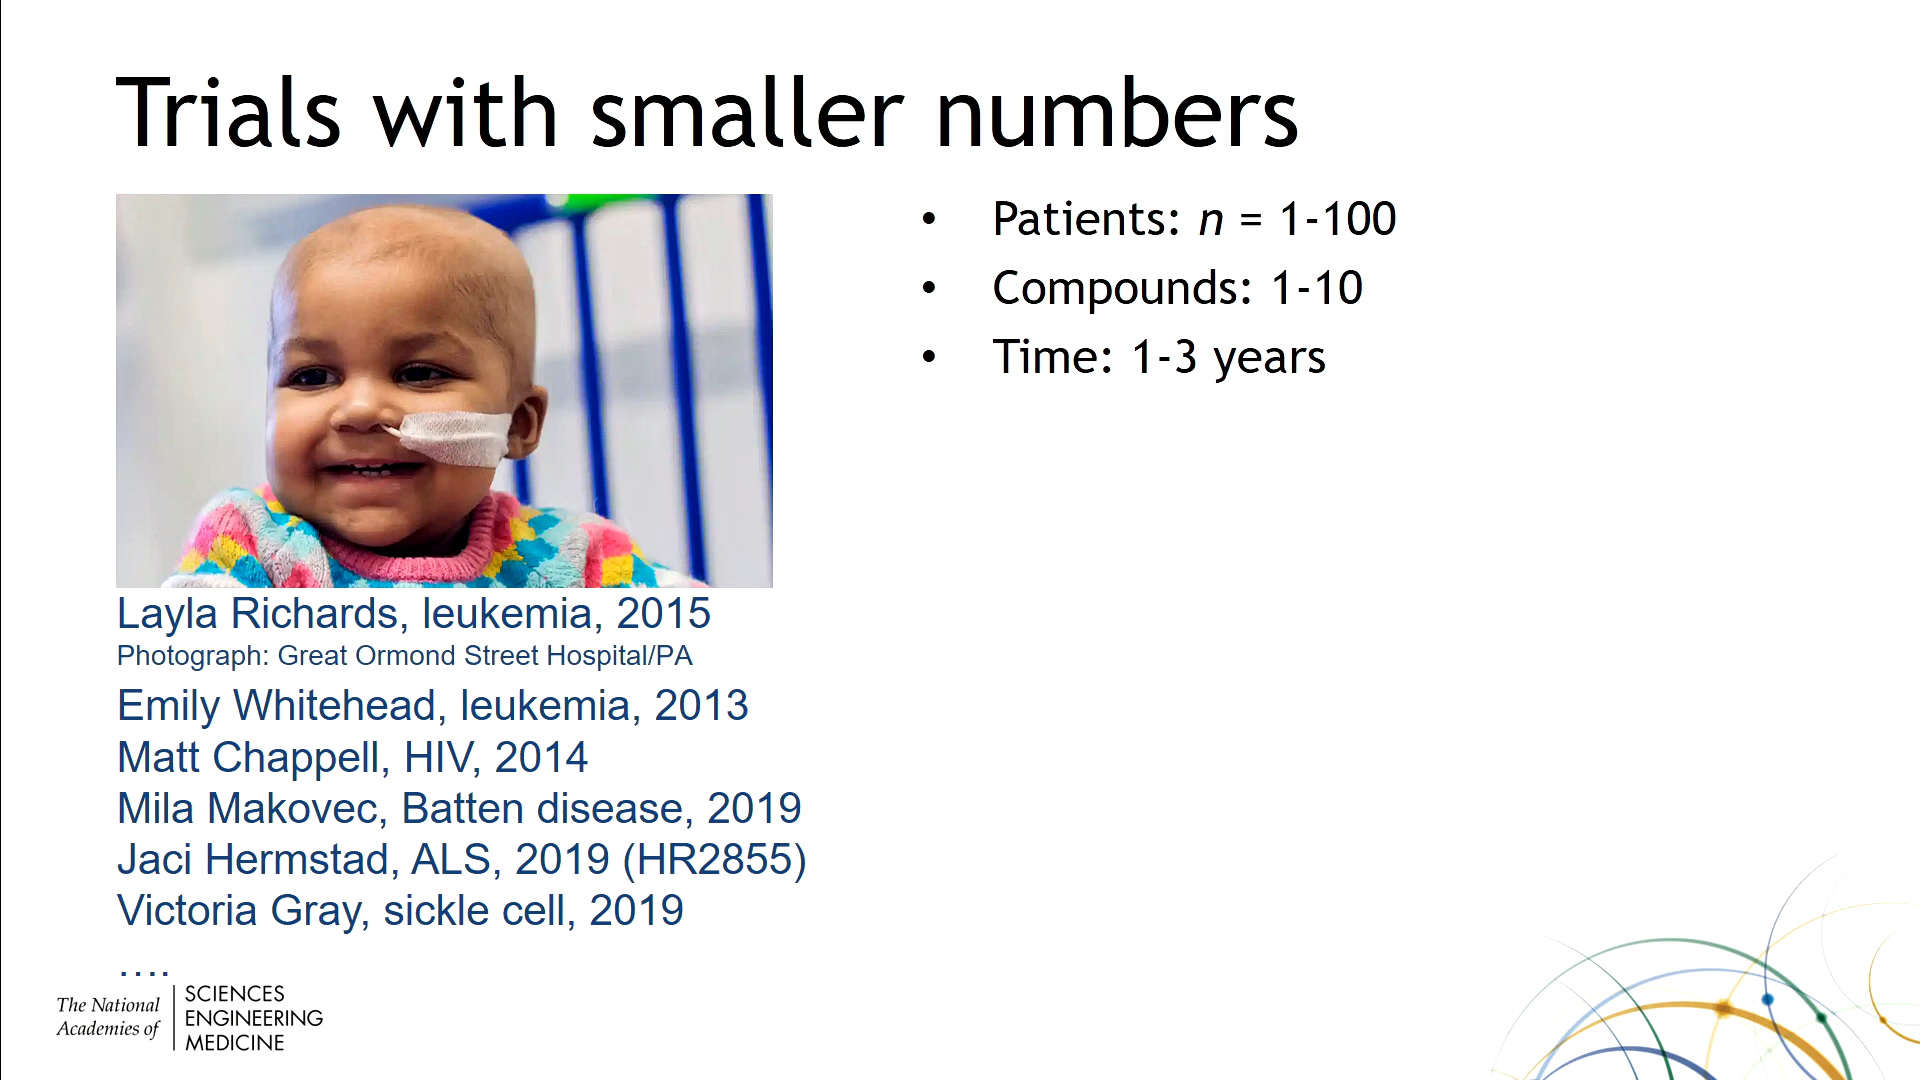 Trials with smaller numbers
• Patients: n = 1-100
• Compounds: 1-10
• Time: 1-3 years
Layla Richards, leukemia, 2015
Photograph: Great Ormond Street Hospital/PA
Emily Whitehead, leukemia, 2013
Matt Chappell, HIV, 2014
Mila Makovec, Batten disease, 2019
Jaci Hermstad, ALS, 2019 (HR2855)
Victoria Gray, sickle cell, 2019
....
The National
Academies of
SCIENCES
ENGINEERING
MEDICINE